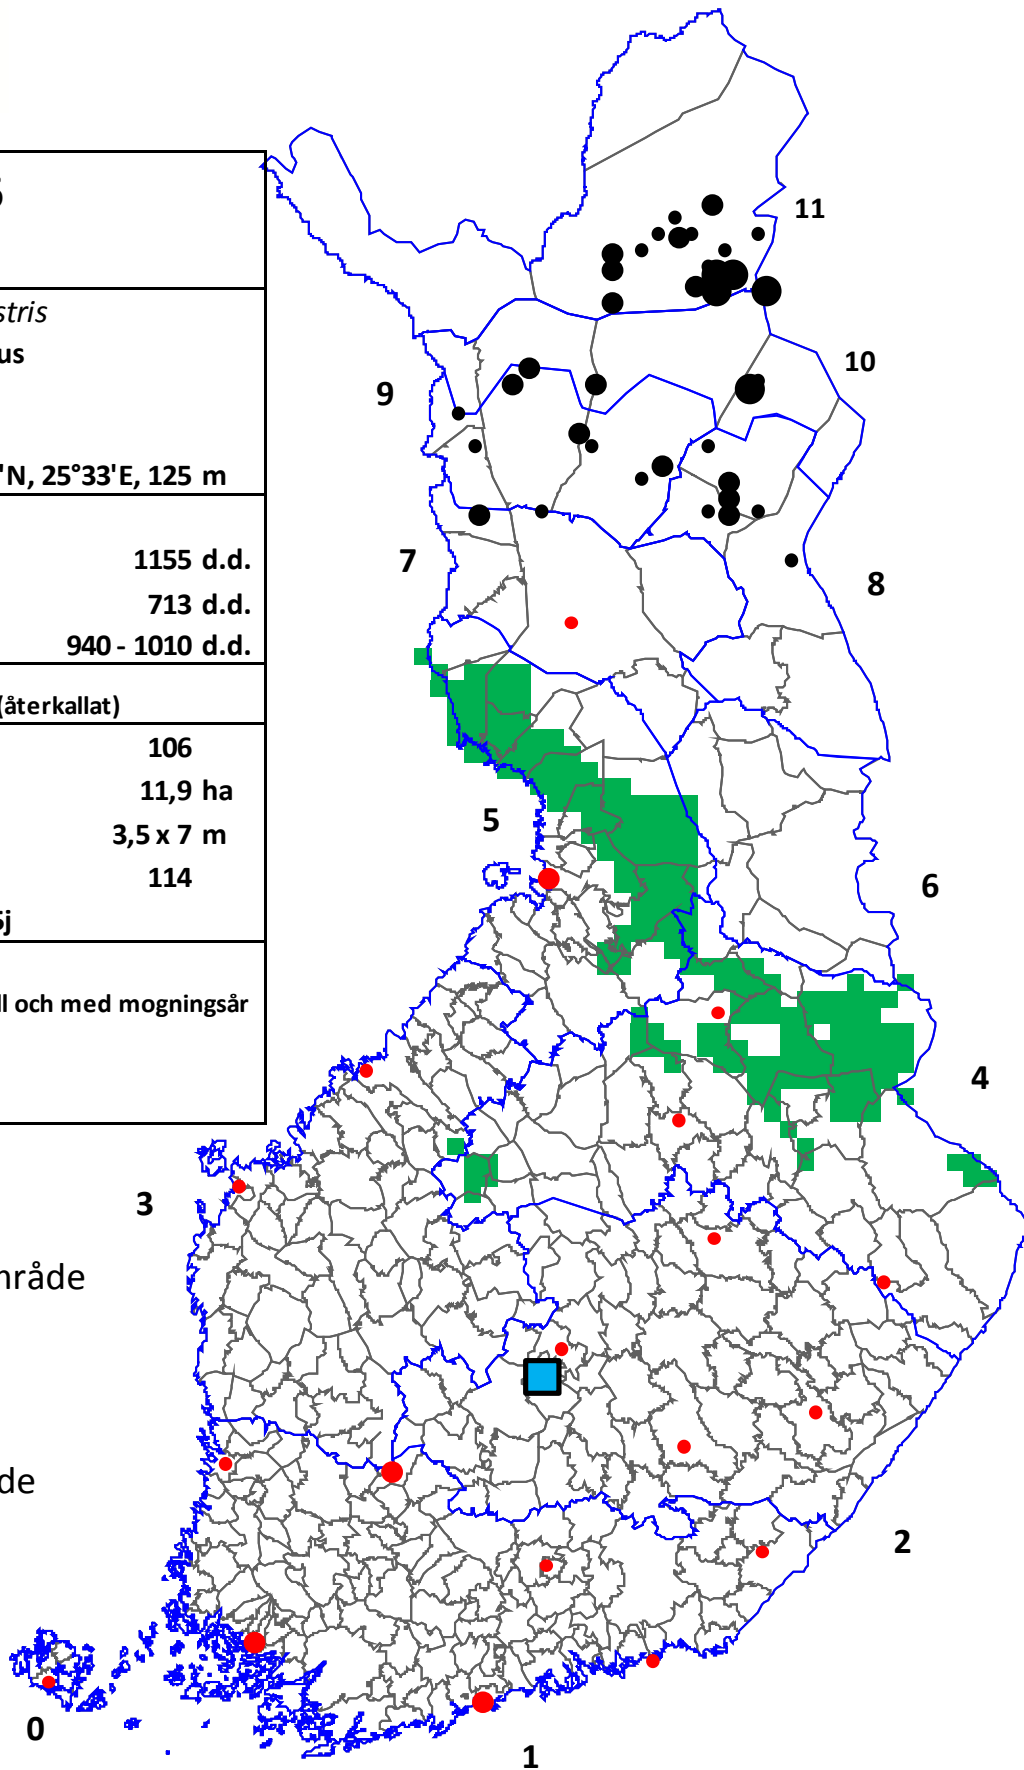 stris
us
'N, 25°33'E, 125 m
1155 d.d.
713 d.d.
940 - 1010 d.d.
(återkallat)
106
11,9 ha
3,5 x 7 m
114
j
ll och med mogningsår
område
de
11
10
9
7
8
5
6
4
3
2
0
1